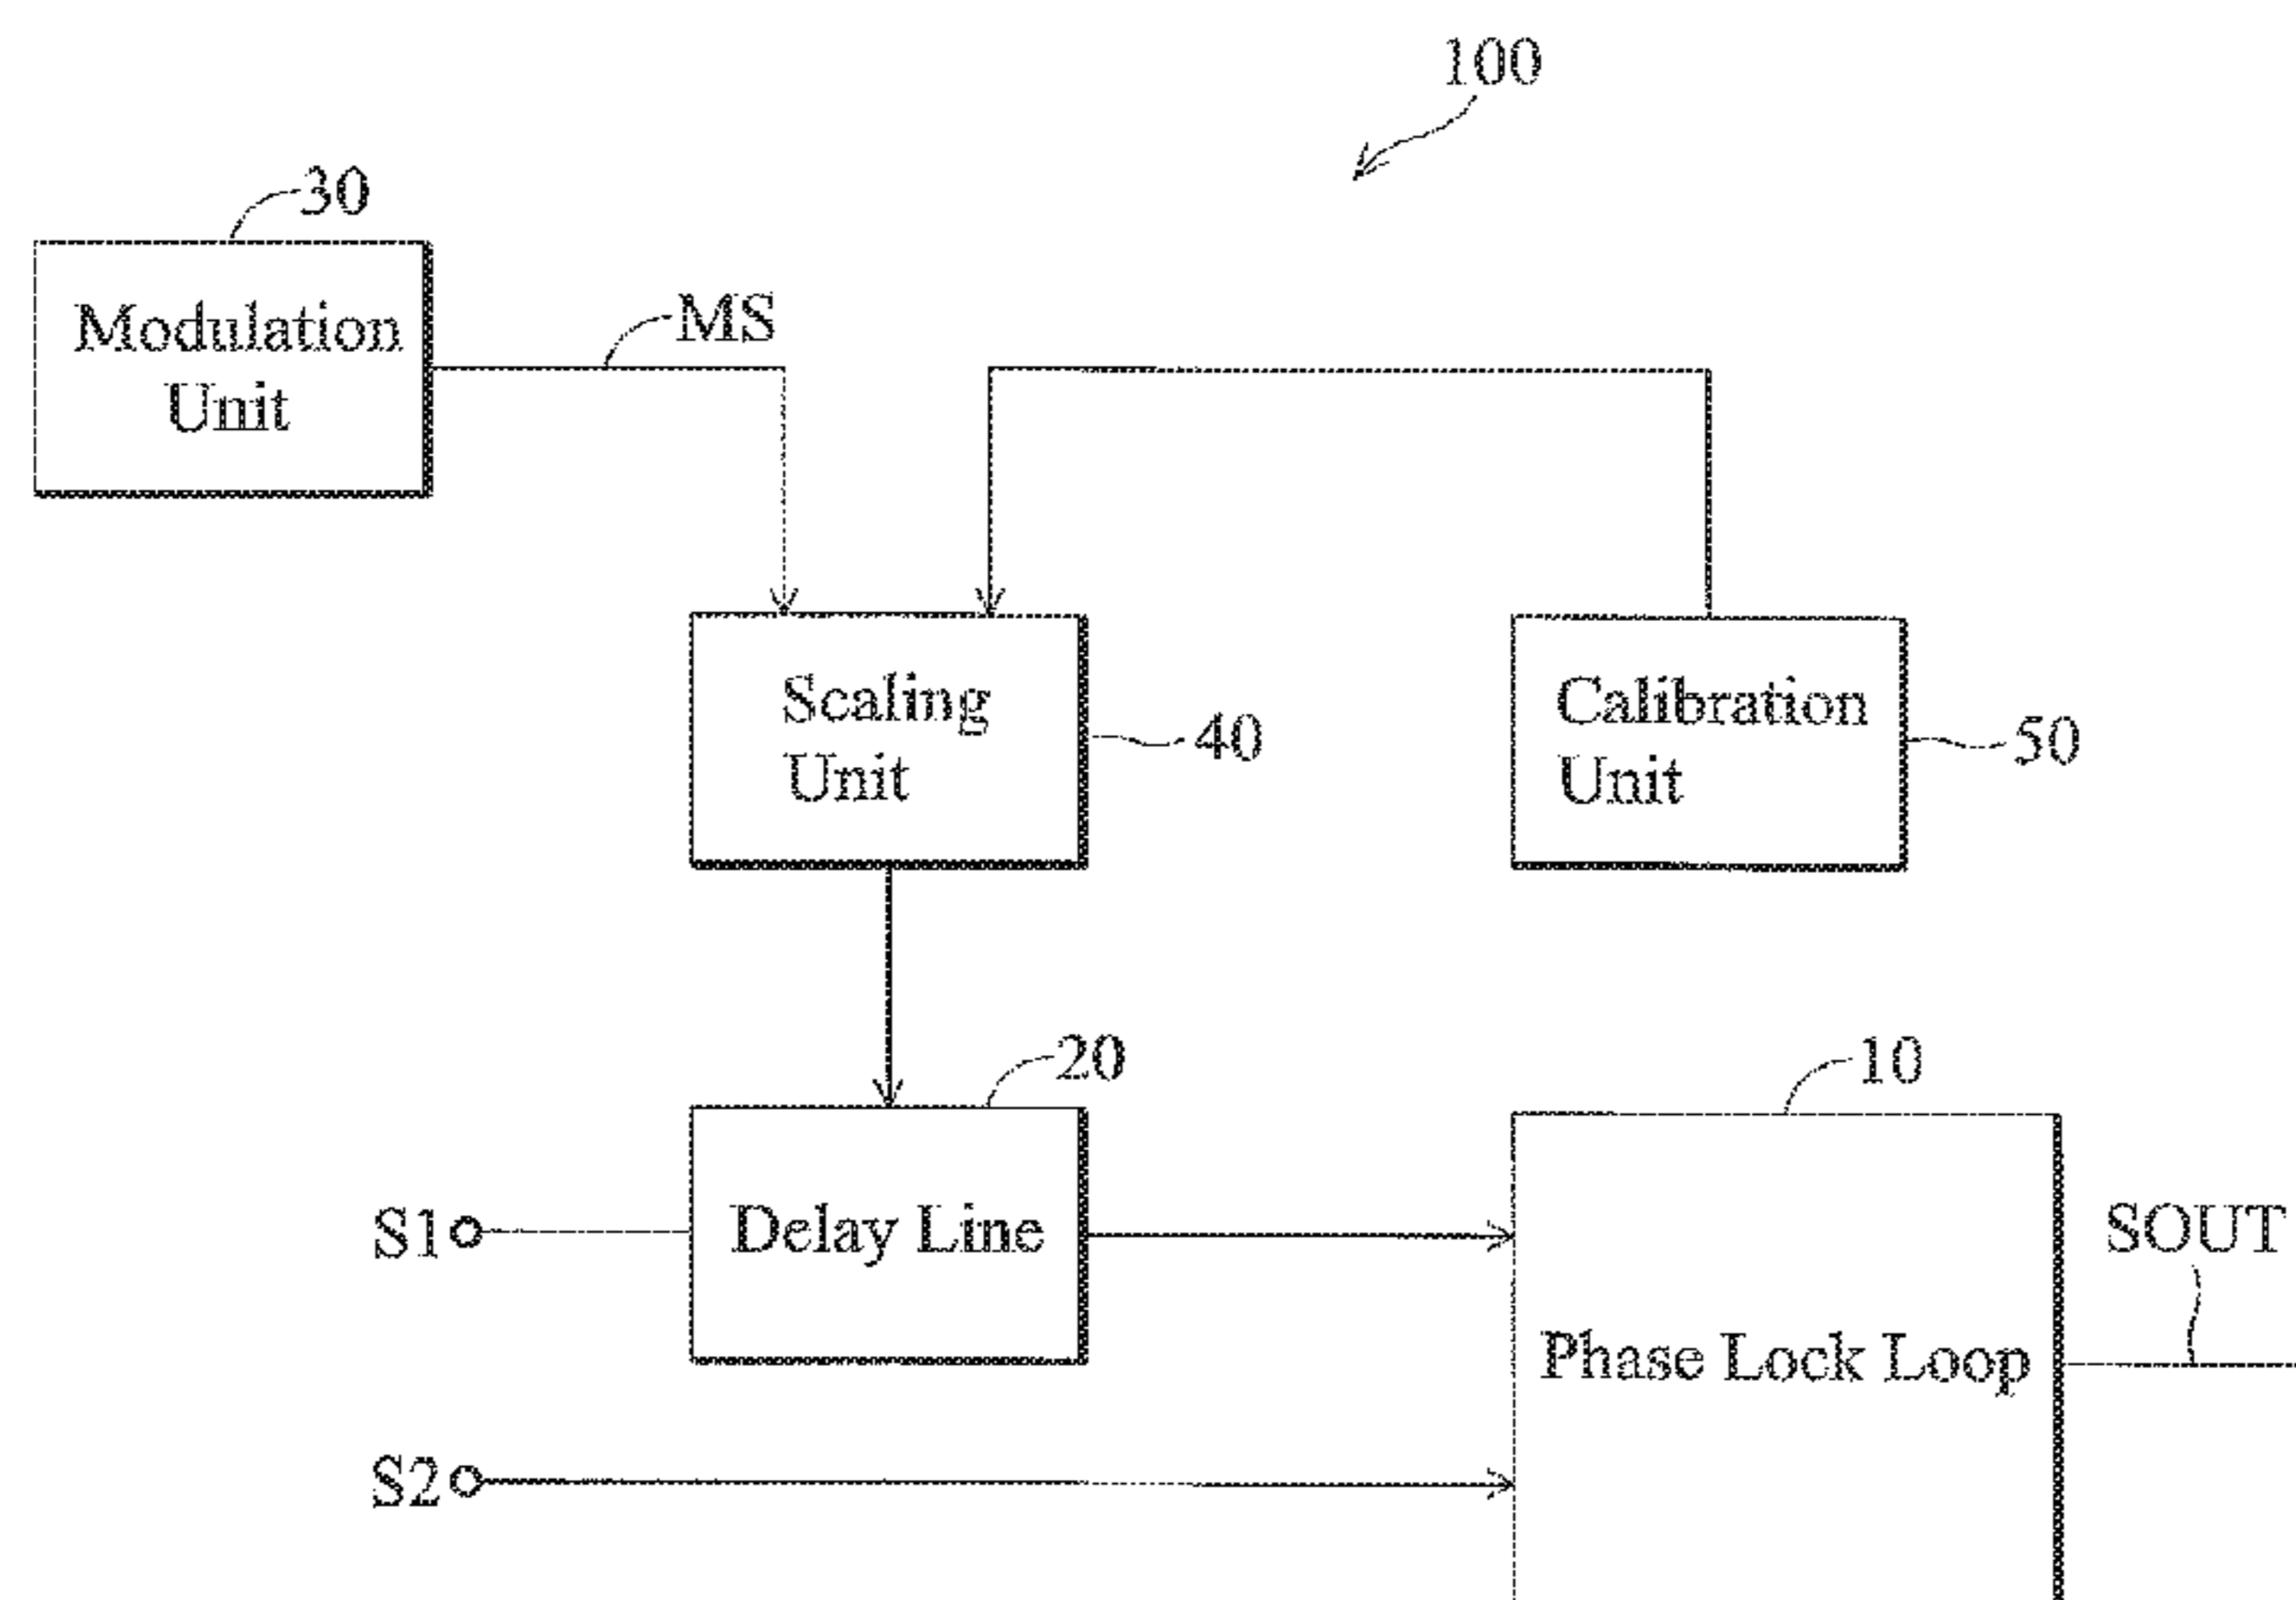 100
30
Modulation
Unit
MS
Scaling
Unit
40
Calibration
Unit
50
20
10
S1
Delay Line
SOUT
Phase Lock Loop
S2